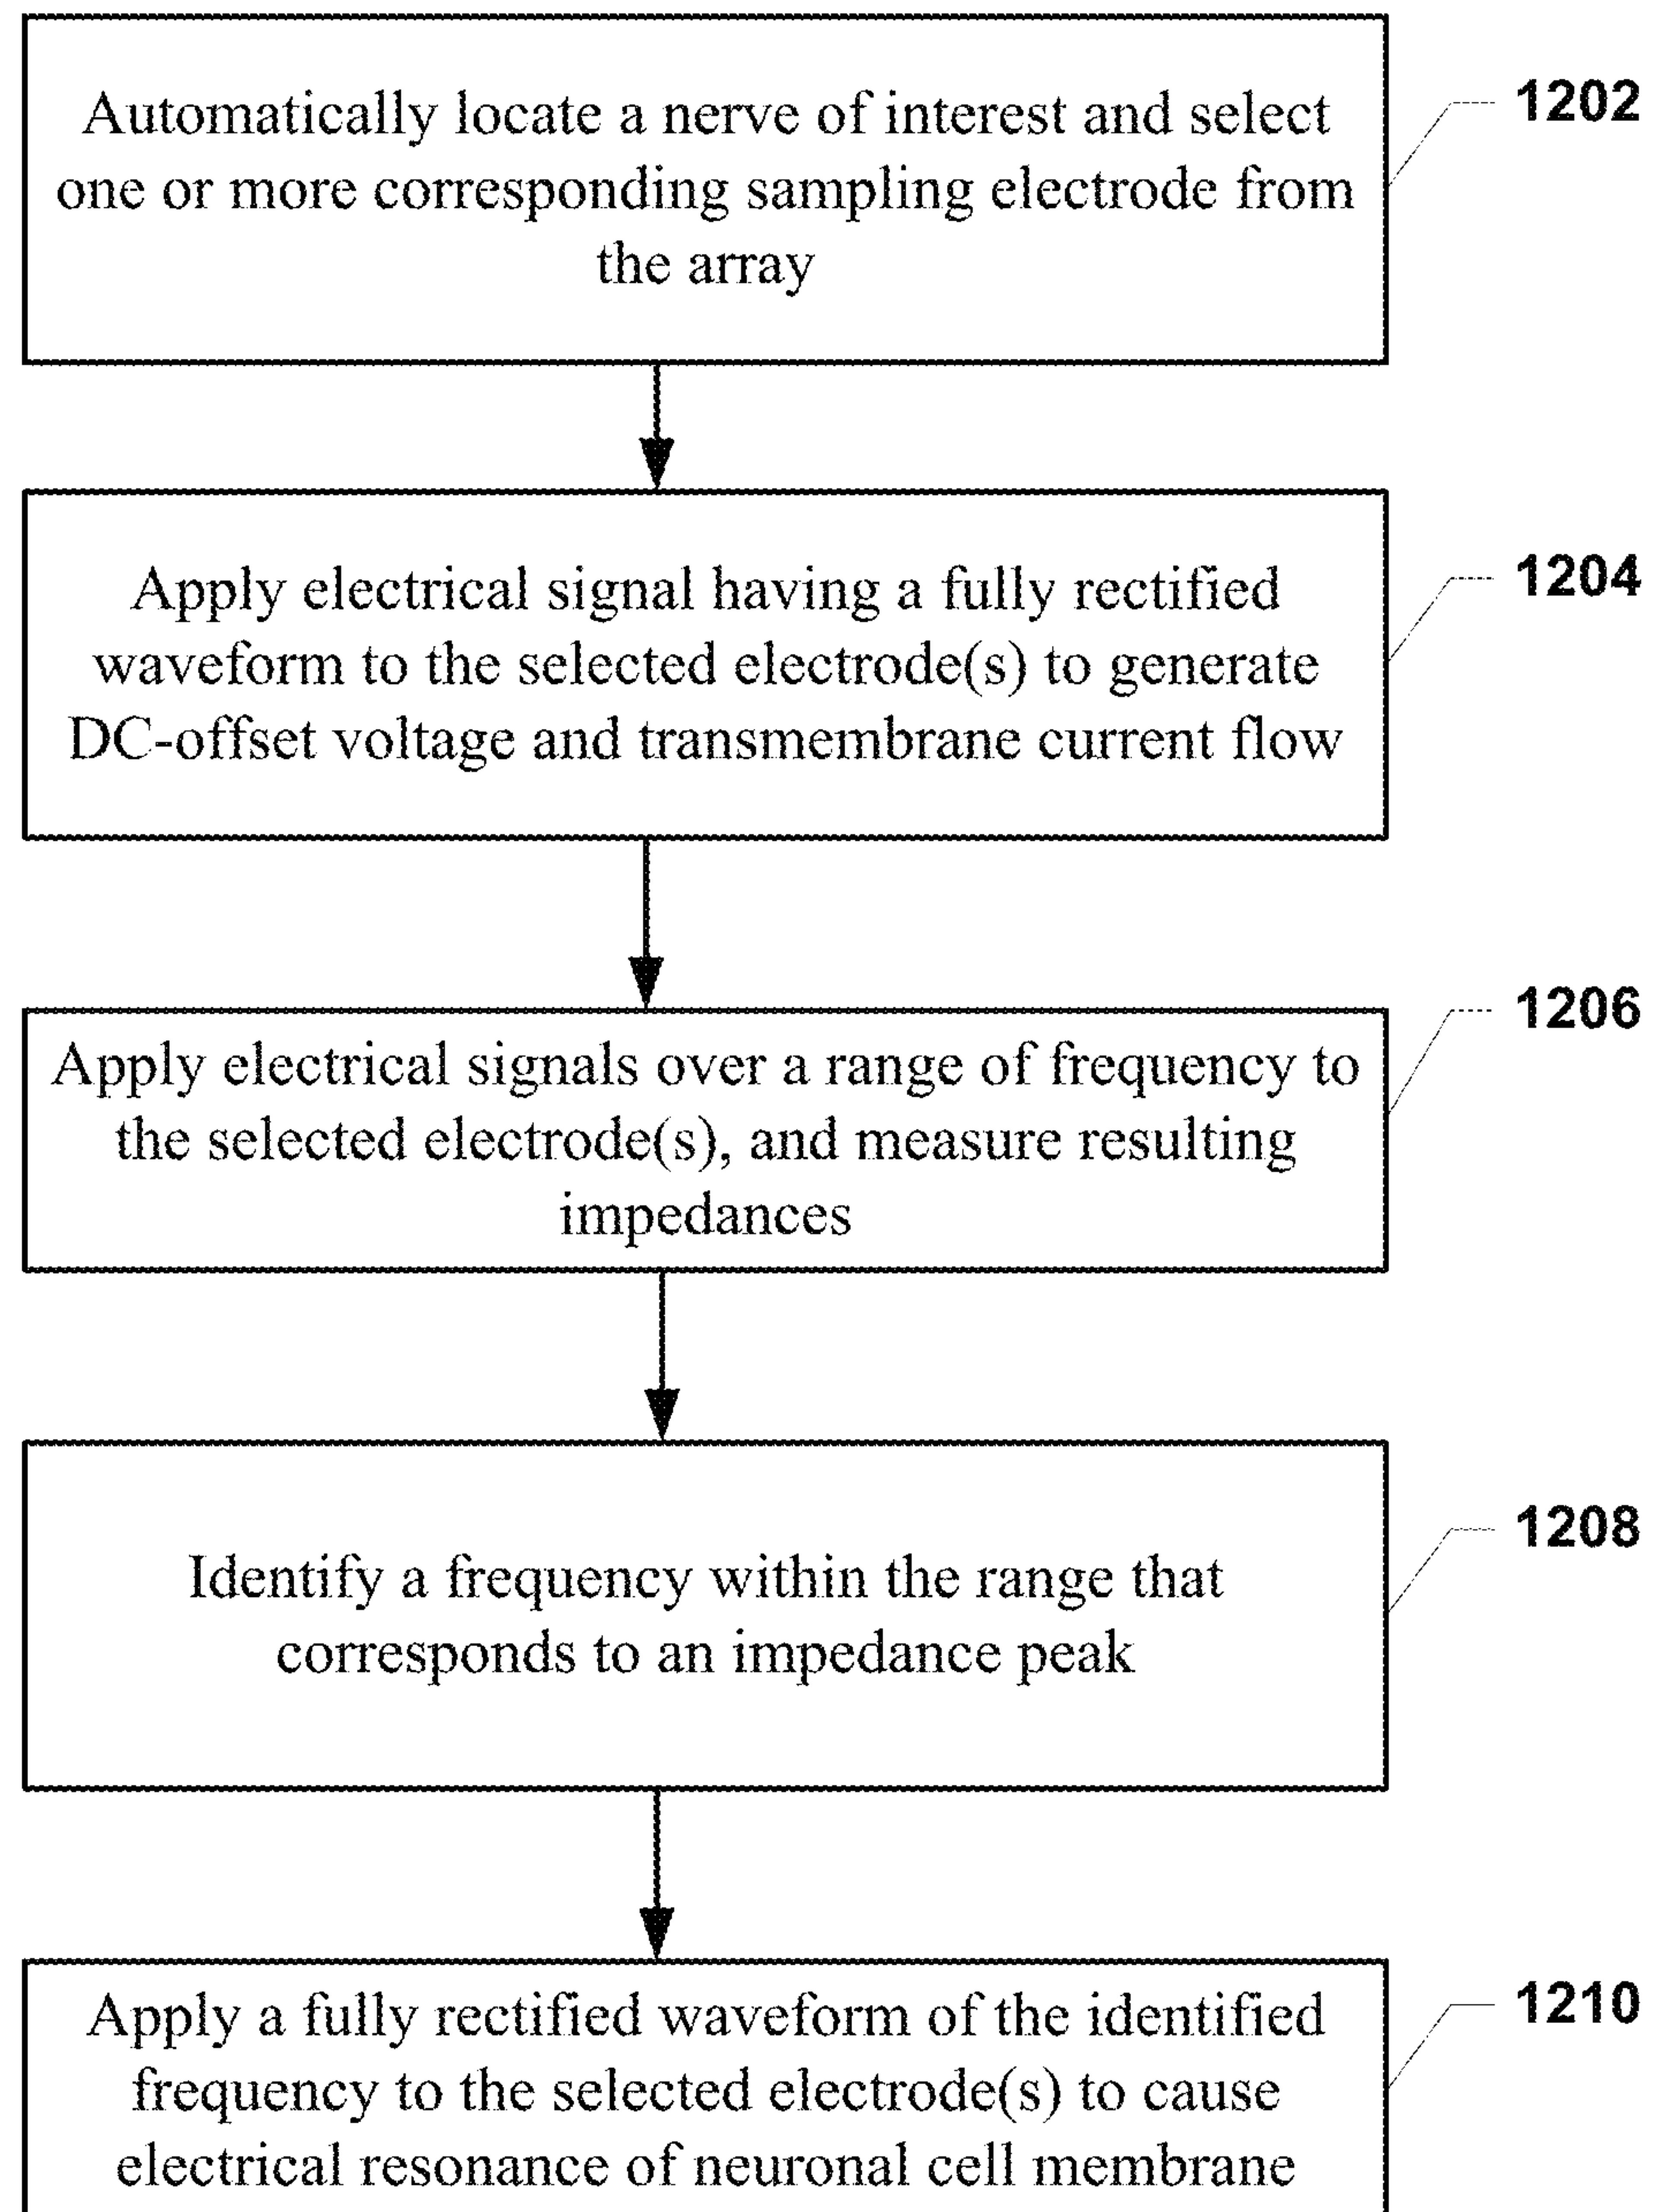 Automatically locate a nerve of interest and select
one or more corresponding sampling electrode from
the array
1202
Apply electrical signal having a fully rectified
waveform to the selected electrode(s) to generate
DC-offset voltage and transmembrane current flow
1204
Apply electrical signals over a range of frequency to
the selected electrode(s), and measure resulting
impedances
1206
Identify a frequency within the range that
corresponds to an impedance peak
1208
Apply a fully rectified waveform of the identified
frequency to the selected electrode(s) to cause
electrical resonance of neuronal cell membrane
1210